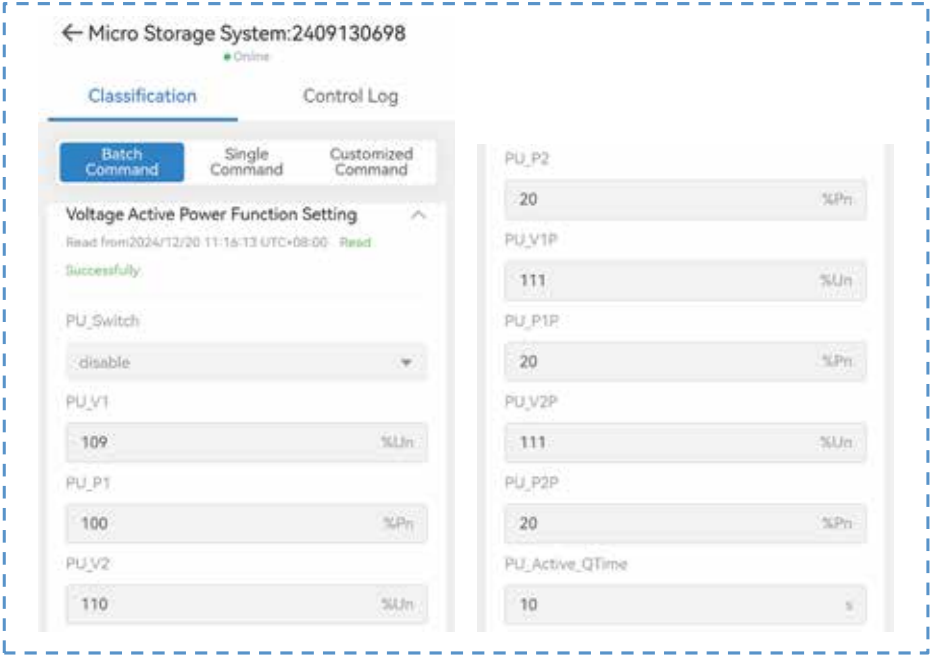 ← Micro Storage System:2409130698
Online
Classification
Control Log
Batch Command
Single Command
Customized Command
Voltage Active Power Function Setting
Read from2024/12/20 11:16:13 UTC+08:00 Read
Successfully
PU_Switch
disable
PU_V1
109 %Un
PU_P1
100 %Pn
PU_V2
110 %Un
PU_P2
20 %Pn
PU_V1P
111 %Un
PU_P1P
20 %Pn
PU_V2P
111 %Un
PU_P2P
20 %Pn
PU_Active_QTime
10 s